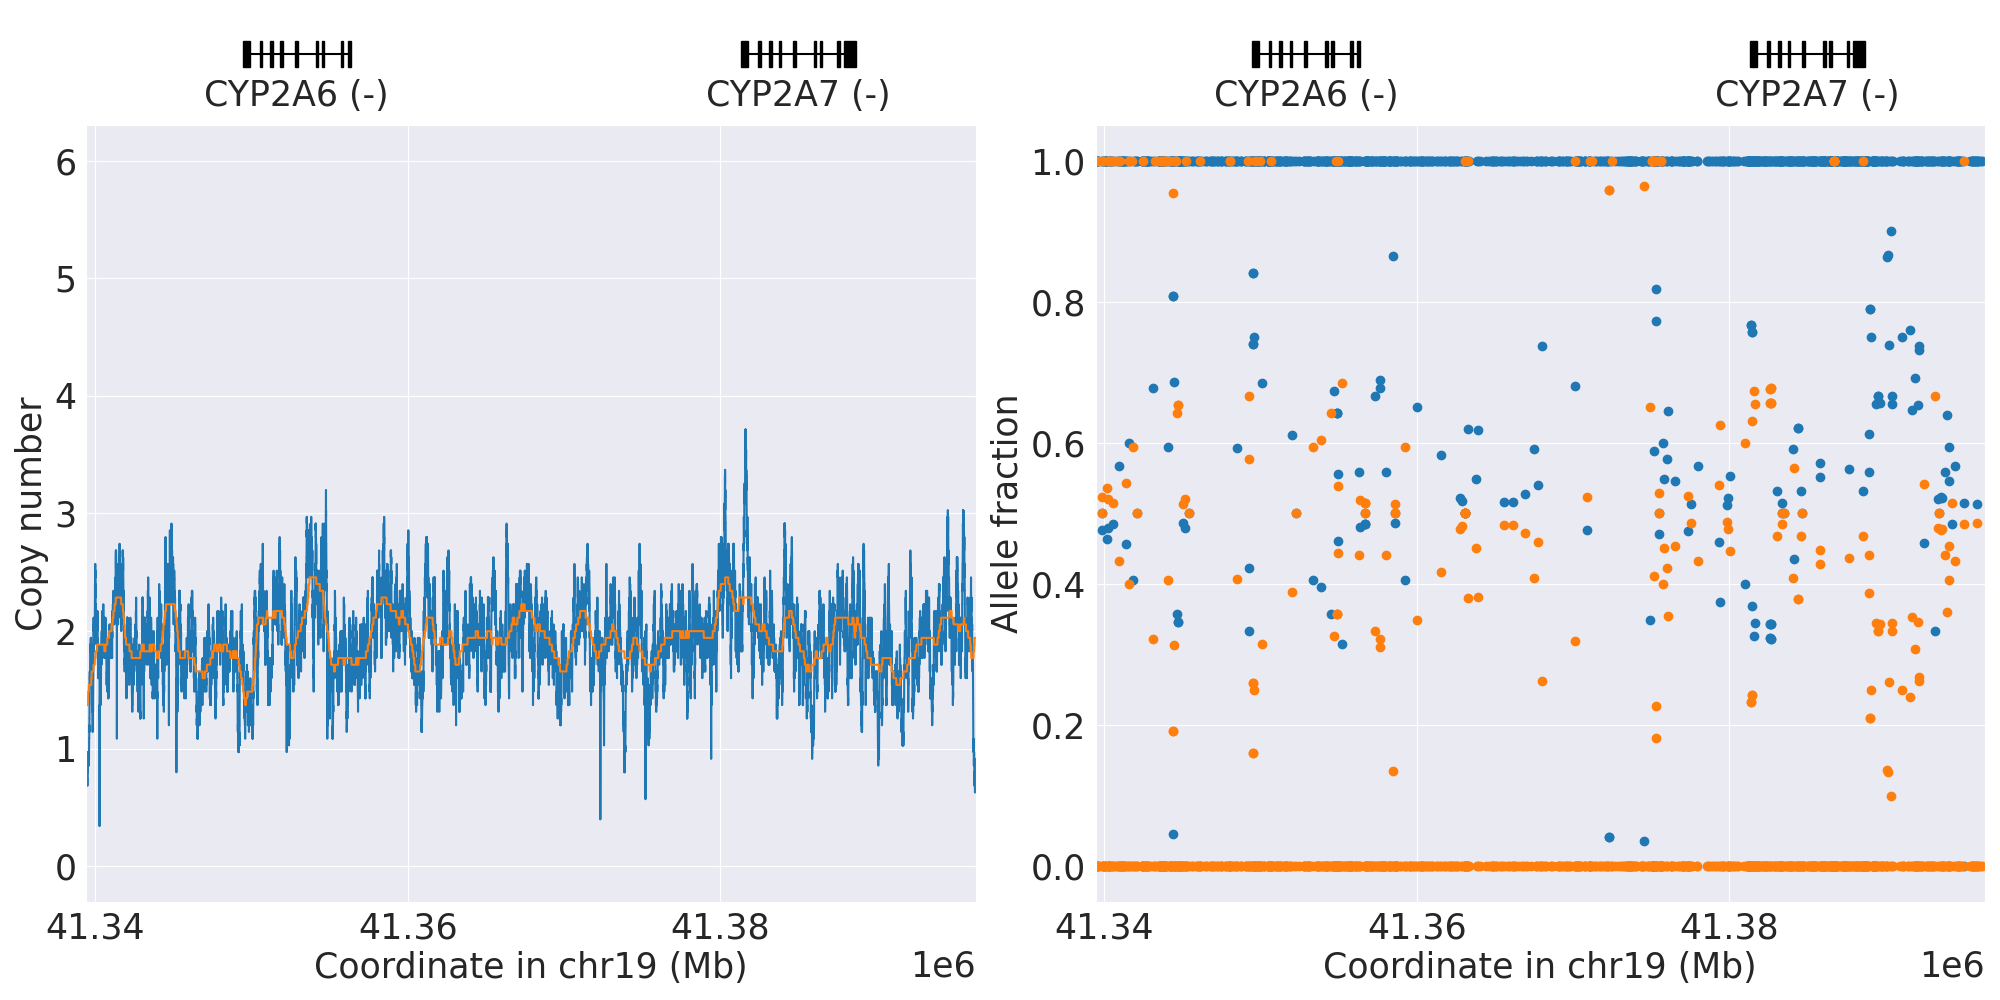 CYP2A6 (-)
CYP2A7 (-)
CYP2A6 (-)
CYP2A7 (-)
Copy number
6
5
4
3
2
1
0
41.34
41.36
41.38
Coordinate in chr19 (Mb)
1e6
Allele fraction
1.0
0.8
0.6
0.4
0.2
0.0
41.34
41.36
41.38
Coordinate in chr19 (Mb)
1e6